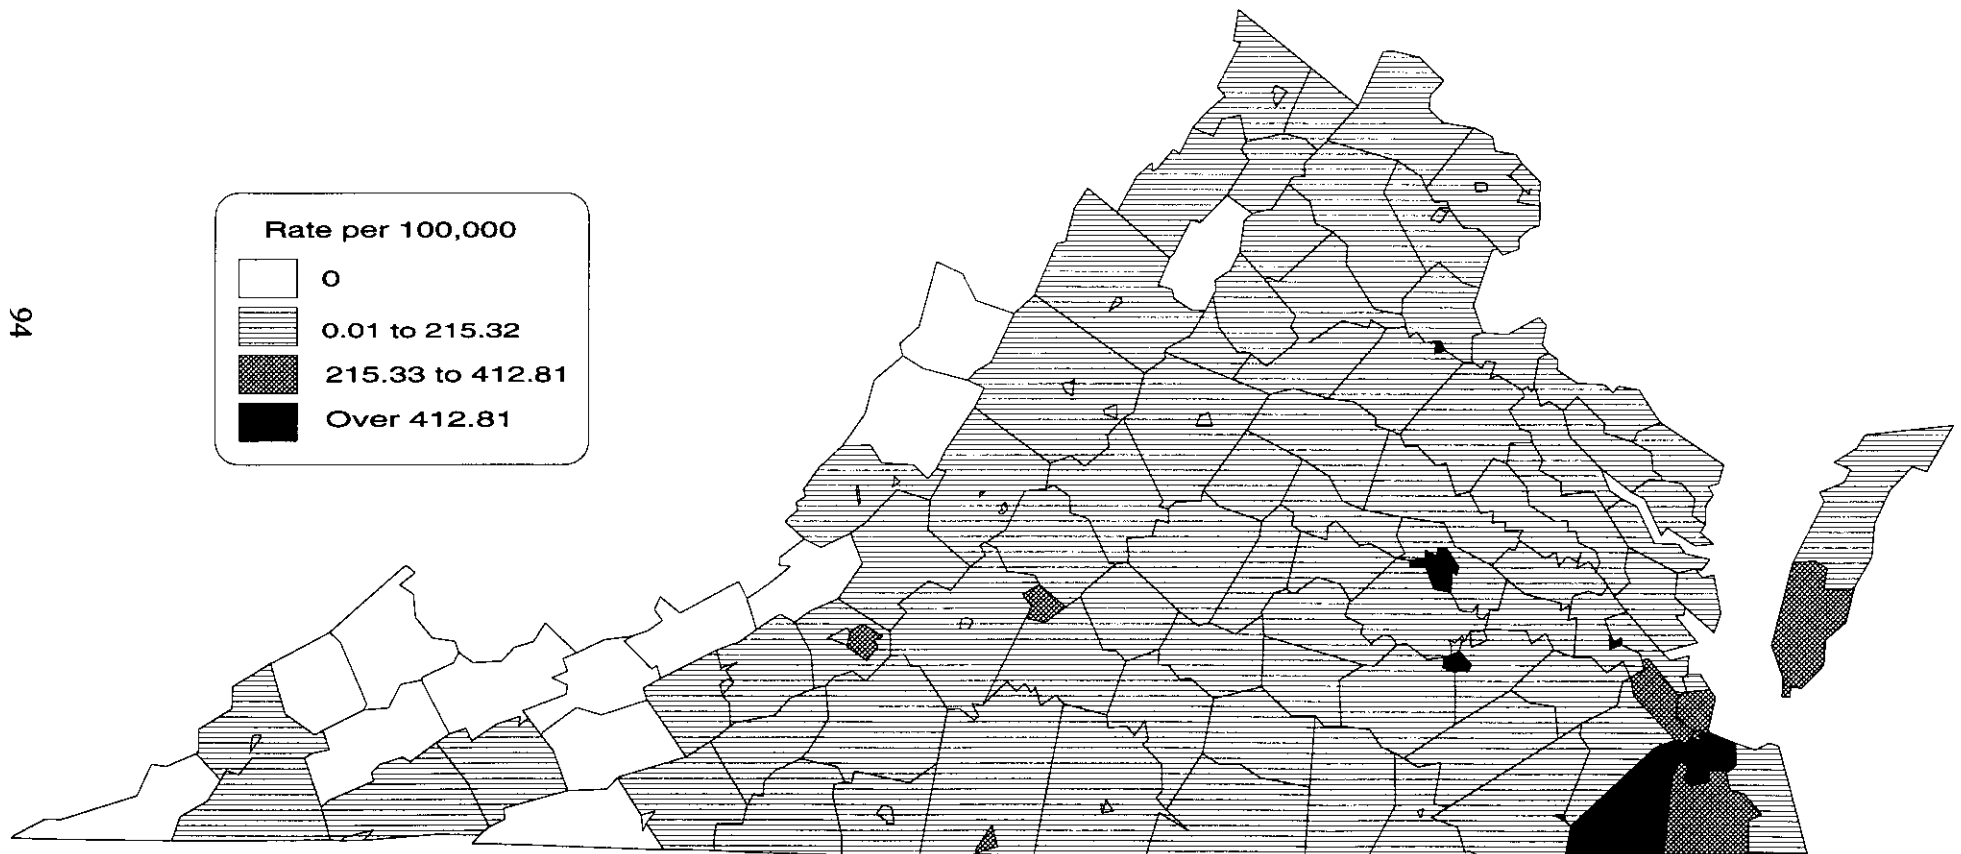 94
Rate per 100,000
0
0.01 to 215.32
215.33 to 412.81
Over 412.81